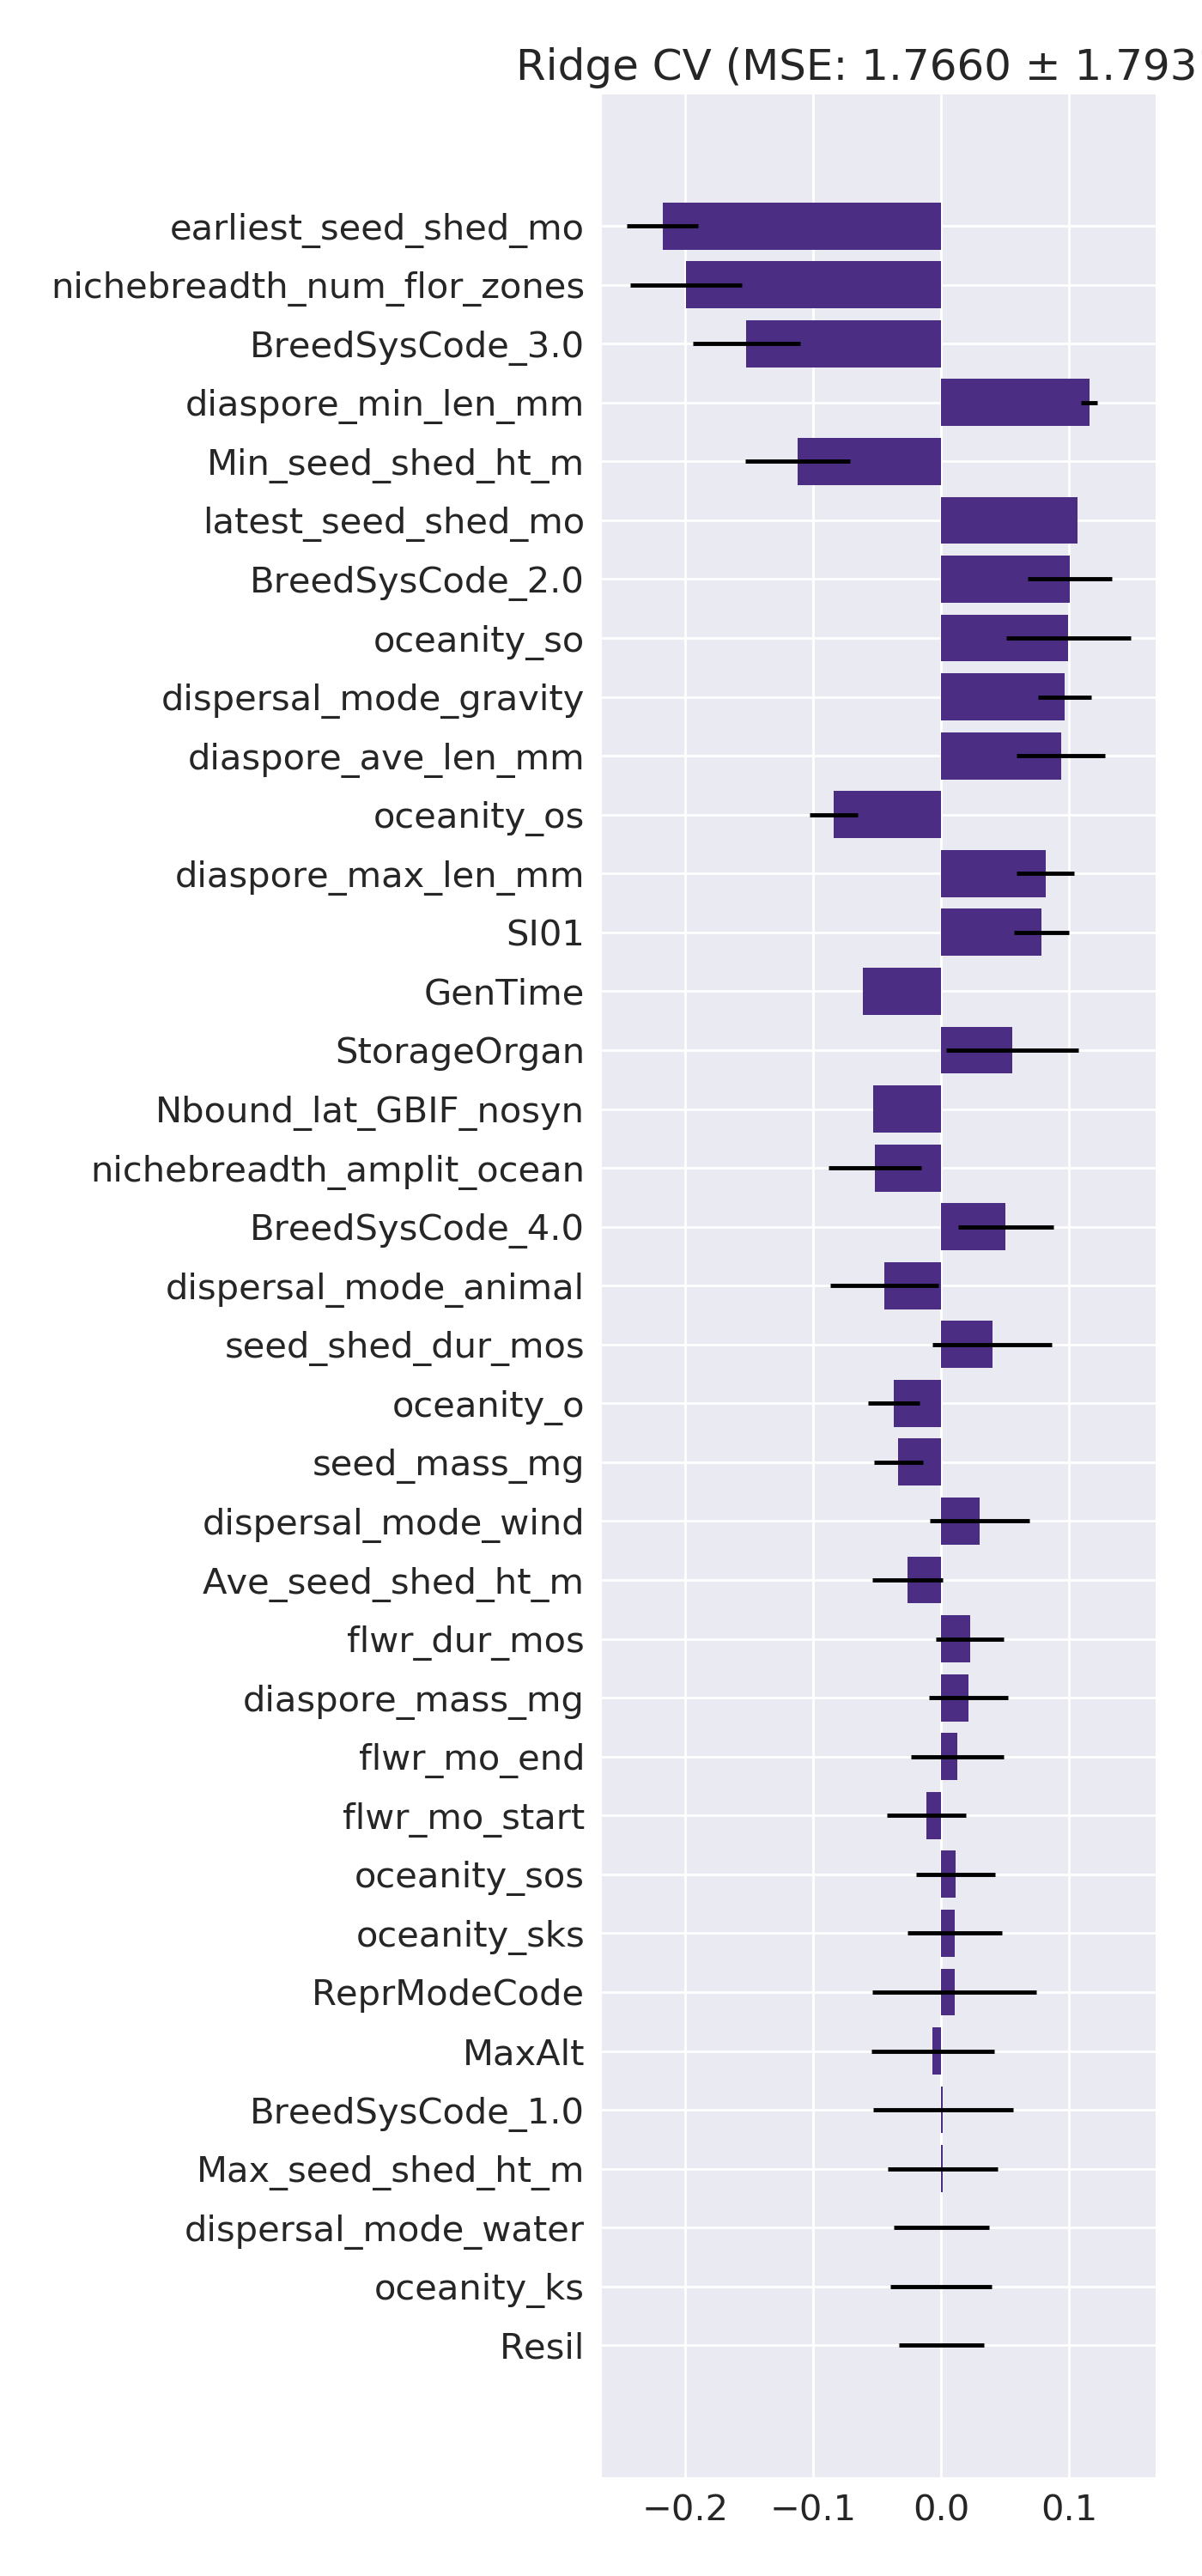 Ridge CV (MSE: 1.7660 ± 1.793
earliest_seed_shed_mo
nichebreadth_num_flor_zones
BreedSysCode_3.0
diaspore_min_len_mm
Min_seed_shed_ht_m
latest_seed_shed_mo
BreedSysCode_2.0
oceanity_so
dispersal_mode_gravity
diaspore_ave_len_mm
oceanity_os
diaspore_max_len_mm
SI01
GenTime
StorageOrgan
Nbound_lat_GBIF_nosyn
nichebreadth_amplit_ocean
BreedSysCode_4.0
dispersal_mode_animal
seed_shed_dur_mos
oceanity_o
seed_mass_mg
dispersal_mode_wind
Ave_seed_shed_ht_m
flwr_dur_mos
diaspore_mass_mg
flwr_mo_end
flwr_mo_start
oceanity_sos
oceanity_sks
ReprModeCode
MaxAlt
BreedSysCode_1.0
Max_seed_shed_ht_m
dispersal_mode_water
oceanity_ks
Resil
−0.2 −0.1 0.0 0.1